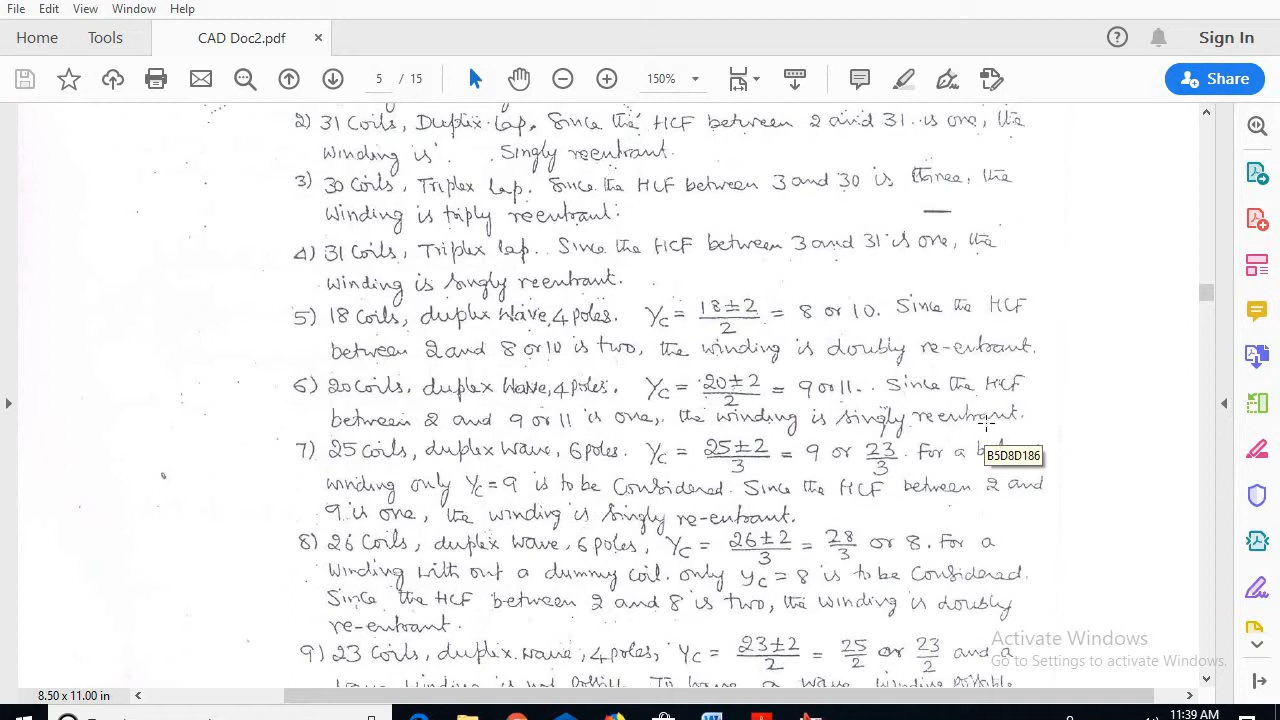 File Edit View Window Help
Home Tools CAD Doc2.pdf × Sign In
5 / 15 150% Share
2) 31 Coils, Duplex lap, Since the HCF between 2 and 31 is one, the
winding is Singly reentrant.
3) 30 Coils, Triplex lap. Since the HCF between 3 and 30 is three, the
winding is triply reentrant.
4) 31 Coils, Triplex lap. Since the HCF between 3 and 31 is one, the
winding is singly reentrant.
5) 18 Coils, duplex wave, 4 poles. Yc = 18±2/2 = 8 or 10. Since the HCF
between 2 and 8 or 10 is two, the winding is doubly re-entrant.
6) 20 coils, duplex wave, 4 poles. Yc = 20±2/2 = 9 or 11. Since the HCF
between 2 and 9 or 11 is one, the winding is singly reentrant.
7) 25 coils, duplex wave, 6 poles. Yc = 25±2/3 = 9 or 23/3. For a
B5D8D186
winding only Yc = 9 is to be Considered. Since the HCF between 2 and
9 is one, the winding is singly re-entrant.
8) 26 Coils, duplex wave, 6 poles, Yc = 26±2/3 = 28/3 or 8. For a
winding with out a dummy coil only Yc = 8 is to be Considered.
Since the HCF between 2 and 8 is two, the winding is doubly
re-entrant.
9) 23 Coils, duplex wave, 4 poles, Yc = 23±2/2 = 25/2 or 23/2 and a
wave winding possible
Activate Windows
Go to Settings to activate Windows.
8.50 x 11.00 in
11:39 AM